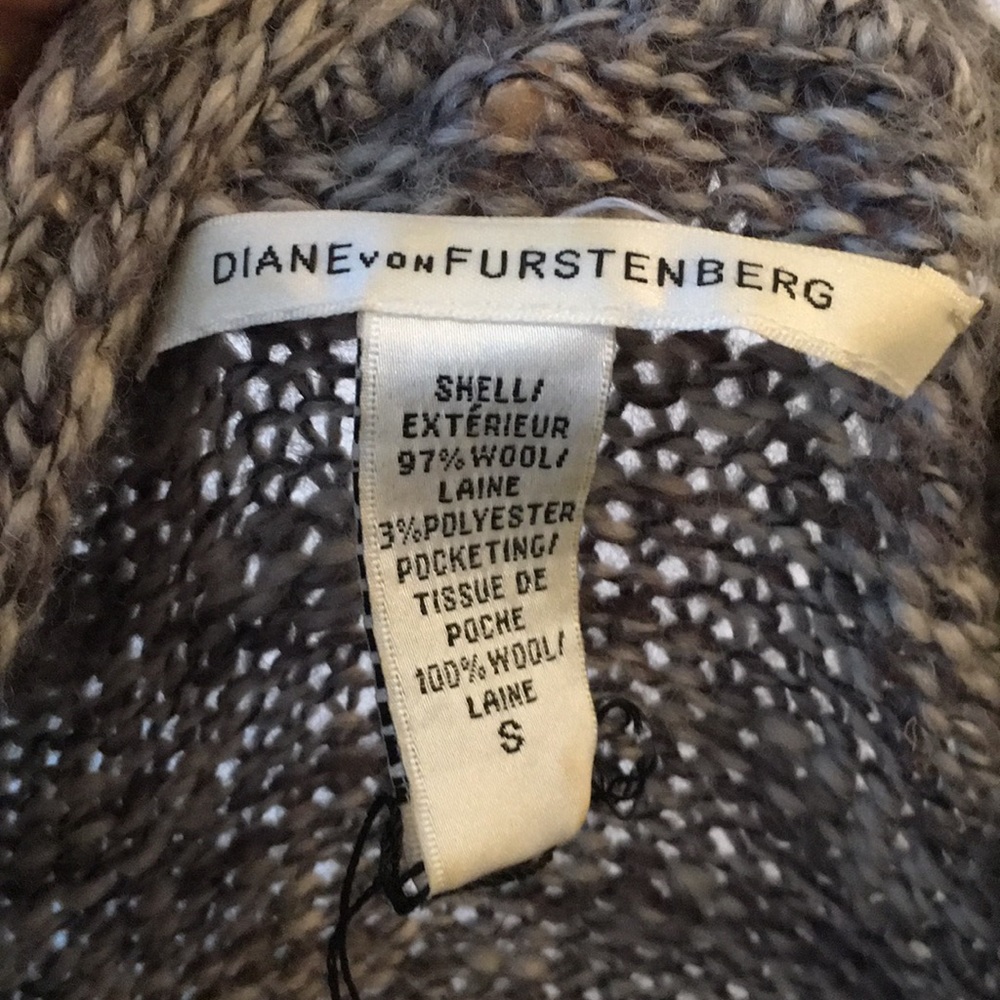 DIANE VON FURSTENBERG
SHELL/
EXTÉRIEUR
97% WOOL/
LAINE
3% POLYESTER
POCKETING/
TISSUE DE
POCHE
100% WOOL/
LAINE
S